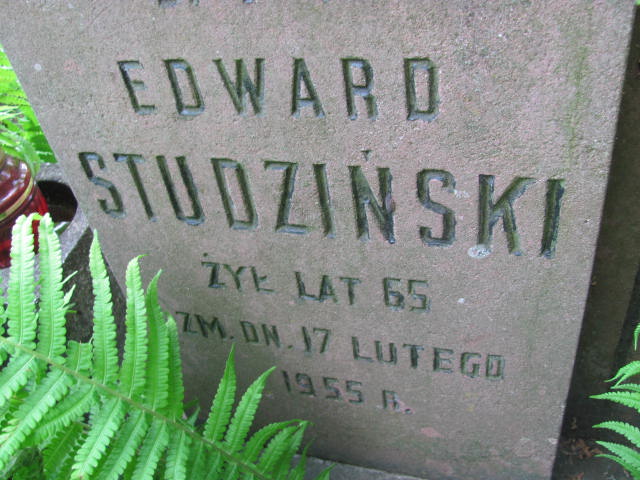 EDWARD
STUDZIŃSKI
ŻYŁ LAT 65
ZM. DN. 17 LUTEGO
1955 R.